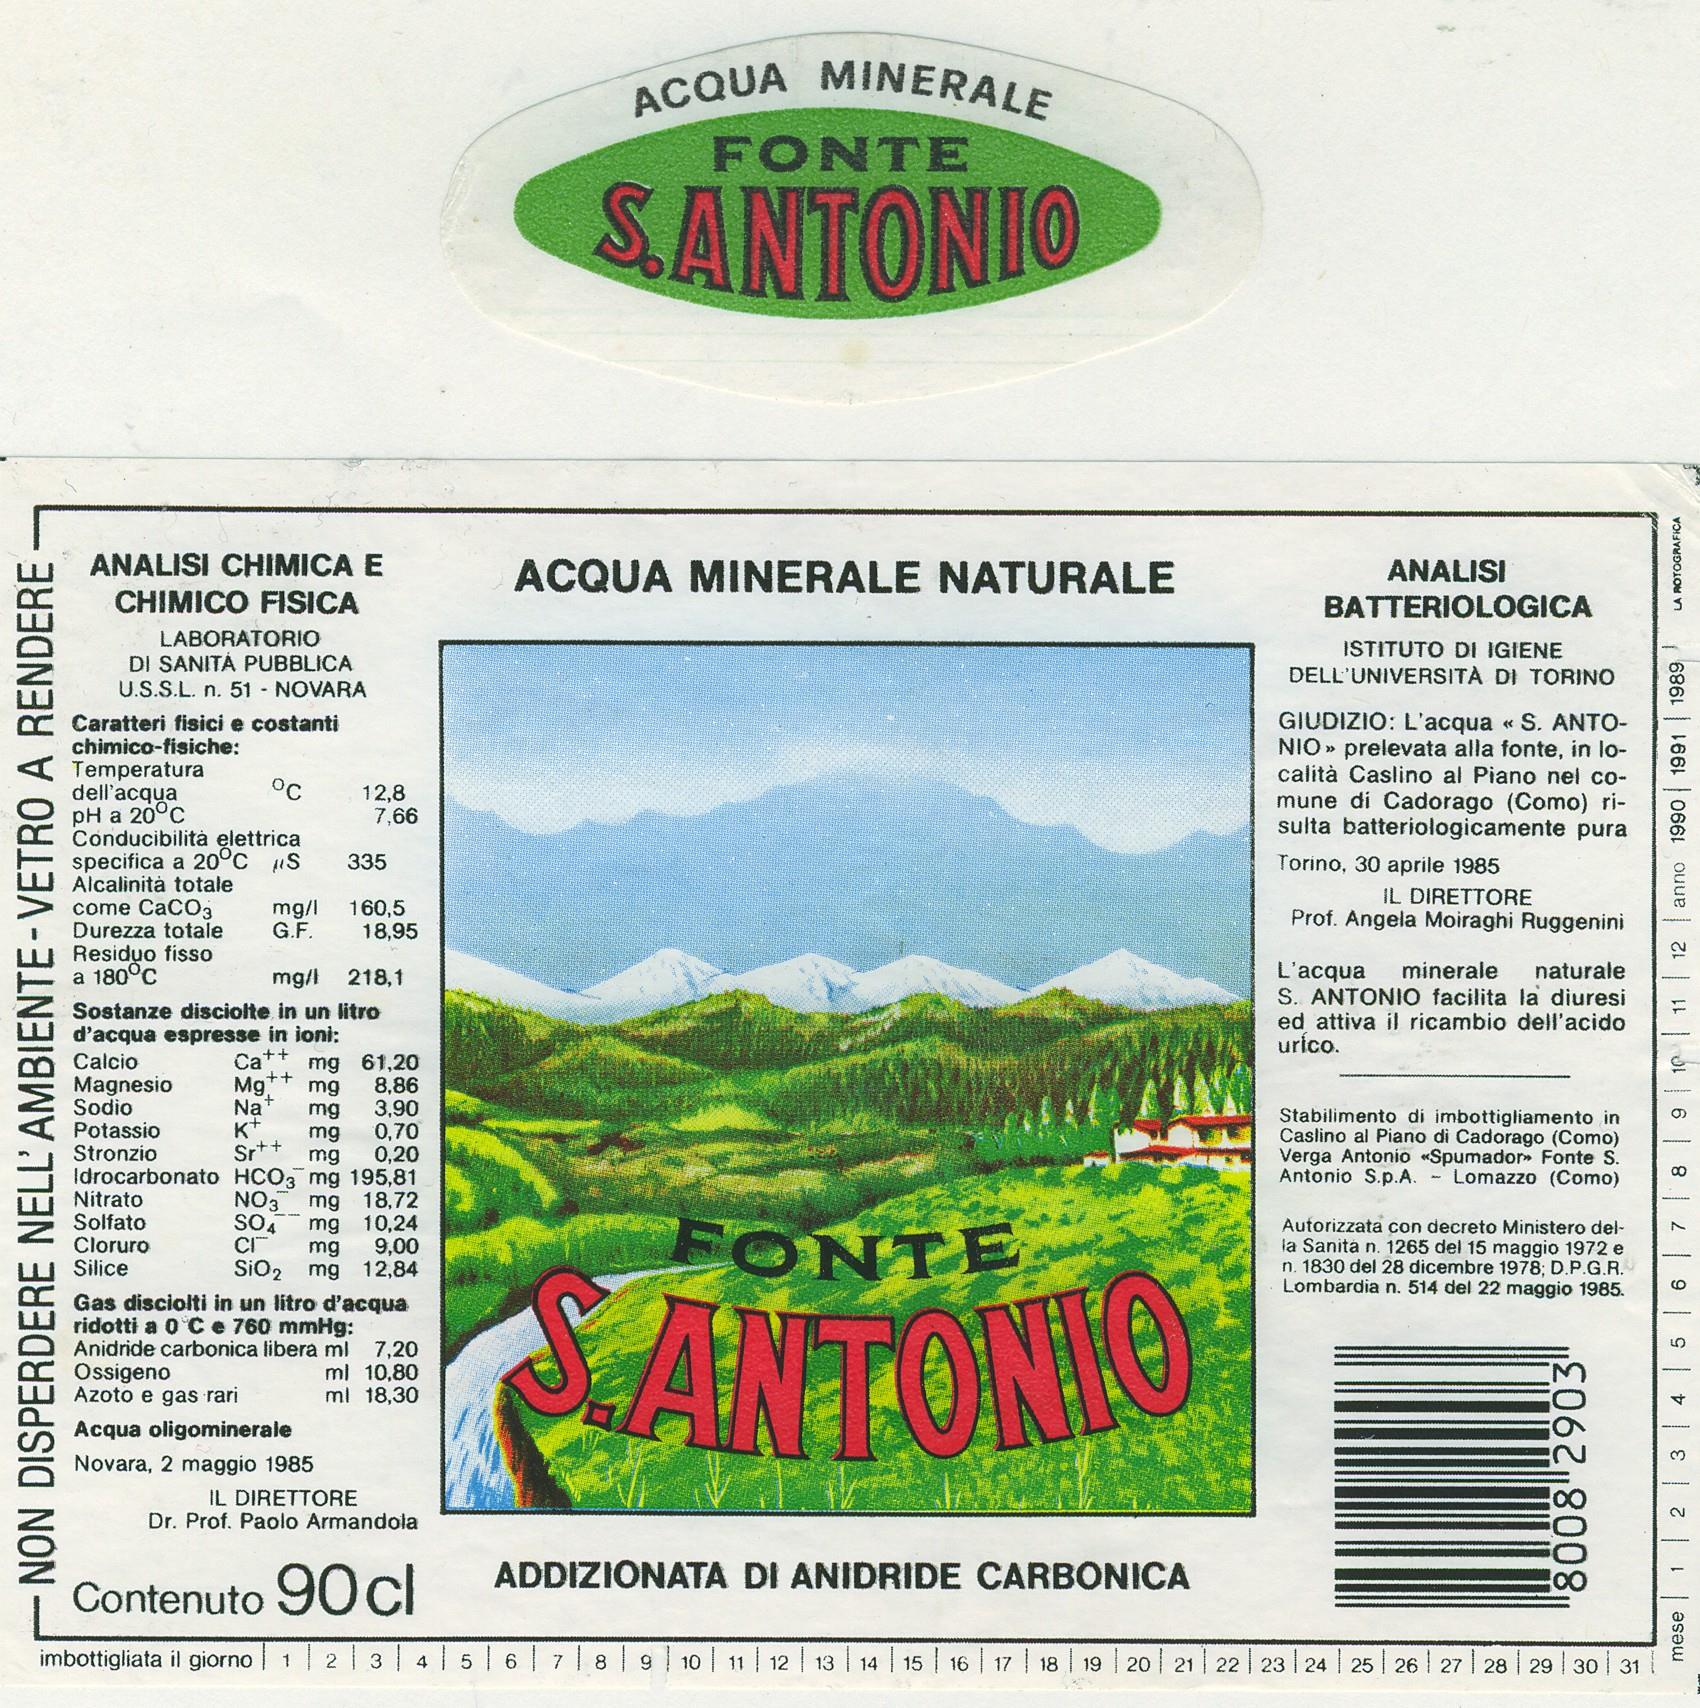 ACQUA MINERALE
FONTE
S. ANTONIO
NON DISPERDERE NELL'AMBIENTE - VETRO A RENDERE
ANALISI CHIMICA E
CHIMICO FISICA
LABORATORIO
DI SANITÀ PUBBLICA
U.S.S.L. n. 51 - NOVARA
Caratteri fisici e costanti
chimico-fisiche:
Temperatura
dell'acqua °C 12,8
pH a 20°C 7,66
Conducibilità elettrica
specifica a 20°C µS 335
Alcalinità totale
come CaCO₃ mg/l 160,5
Durezza totale G.F. 18,95
Residuo fisso
a 180°C mg/l 218,1
Sostanze disciolte in un litro
d'acqua espresse in ioni:
Calcio Ca⁺⁺ mg 61,20
Magnesio Mg⁺⁺ mg 8,86
Sodio Na⁺ mg 3,90
Potassio K⁺ mg 0,70
Stronzio Sr⁺⁺ mg 0,20
Idrocarbonato HCO₃⁻ mg 195,81
Nitrato NO₃⁻ mg 18,72
Solfato SO₄⁻⁻ mg 10,24
Cloruro Cl⁻ mg 9,00
Silice SiO₂ mg 12,84
Gas disciolti in un litro d'acqua
ridotti a 0°C e 760 mmHg:
Anidride carbonica libera ml 7,20
Ossigeno ml 10,80
Azoto e gas rari ml 18,30
Acqua oligominerale
Novara, 2 maggio 1985
IL DIRETTORE
Dr. Prof. Paolo Armandola
Contenuto 90 cl
ACQUA MINERALE NATURALE
FONTE
S. ANTONIO
ADDIZIONATA DI ANIDRIDE CARBONICA
ANALISI
BATTERIOLOGICA
ISTITUTO DI IGIENE
DELL'UNIVERSITÀ DI TORINO
GIUDIZIO: L'acqua « S. ANTO-
NIO» prelevata alla fonte, in lo-
calità Caslino al Piano nel co-
mune di Cadorago (Como) ri-
sulta batteriologicamente pura
Torino, 30 aprile 1985
IL DIRETTORE
Prof. Angela Moiraghi Ruggenini
L'acqua minerale naturale
S. ANTONIO facilita la diuresi
ed attiva il ricambio dell'acido
urico.
Stabilimento di imbottigliamento in
Caslino al Piano di Cadorago (Como)
Verga Antonio «Spumador» Fonte S.
Antonio S.p.A. - Lomazzo (Como)
Autorizzata con decreto Ministero del-
la Sanità n. 1265 del 15 maggio 1972 e
n. 1830 del 28 dicembre 1978; D.P.G.R.
Lombardia n. 514 del 22 maggio 1985.
8008 2903
LA ROTOGRAFICA
mese 1 2 3 4 5 6 7 8 9 10 11 12 anno 1990 1991 1989
imbottigliata il giorno 1 2 3 4 5 6 7 8 9 10 11 12 13 14 15 16 17 18 19 20 21 22 23 24 25 26 27 28 29 30 31